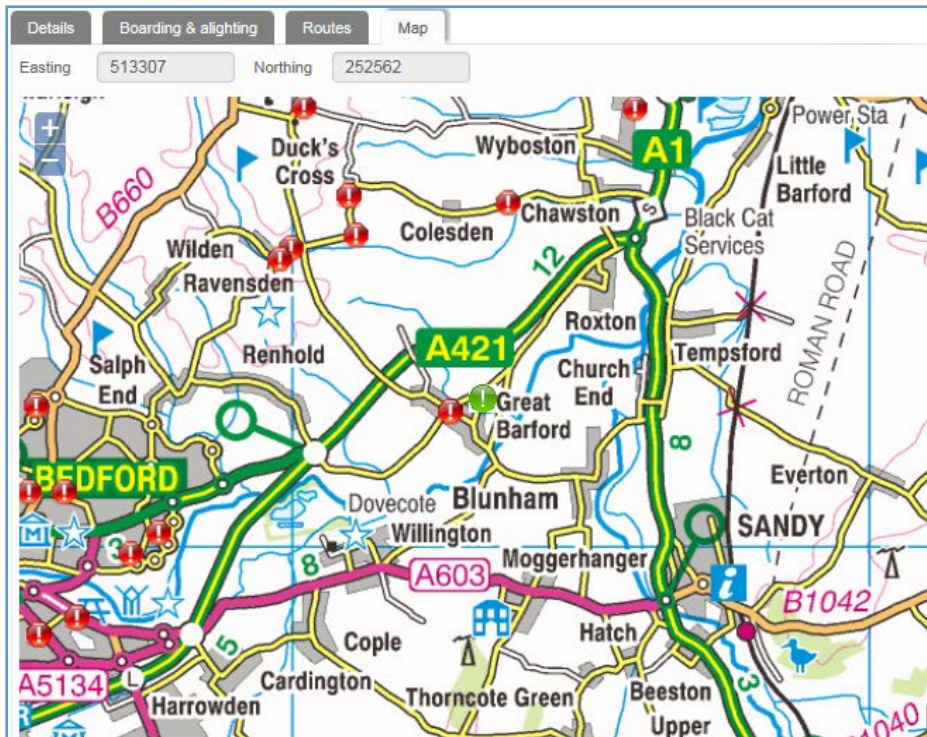 Details
Boarding & alighting
Routes
Map
Easting
513307
Northing
252562
+
−
Duck's
Cross
Wyboston
A1
Power Sta
Little
Barford
B660
Colesden
Chawston
S
Black Cat
Services
Wilden
Ravensden
12
ROMAN ROAD
Roxton
Salph
End
Renhold
A421
Church
End
Tempsford
Great
Barford
8
BEDFORD
Everton
Dovecote
Blunham
Willington
SANDY
3
8
Moggerhanger
A603
i
B1042
M
5
Cople
Hatch
A5134
L
Cardington
Harrowden
Thorncote Green
Beeston
3
Upper
R
1040